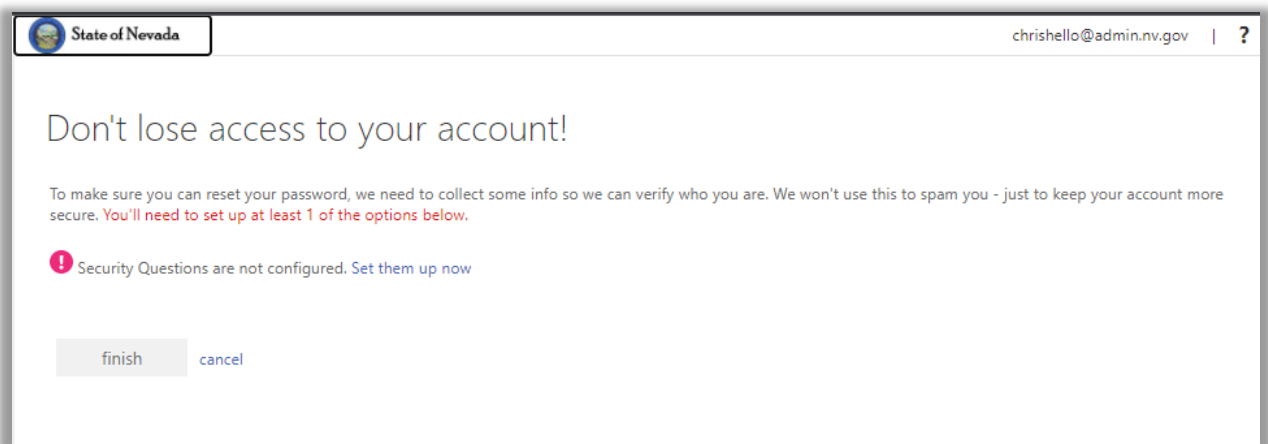 State of Nevada
chrishello@admin.nv.gov | ?
Don't lose access to your account!
To make sure you can reset your password, we need to collect some info so we can verify who you are. We won't use this to spam you - just to keep your account more
secure. You'll need to set up at least 1 of the options below.
! Security Questions are not configured. Set them up now
finish cancel